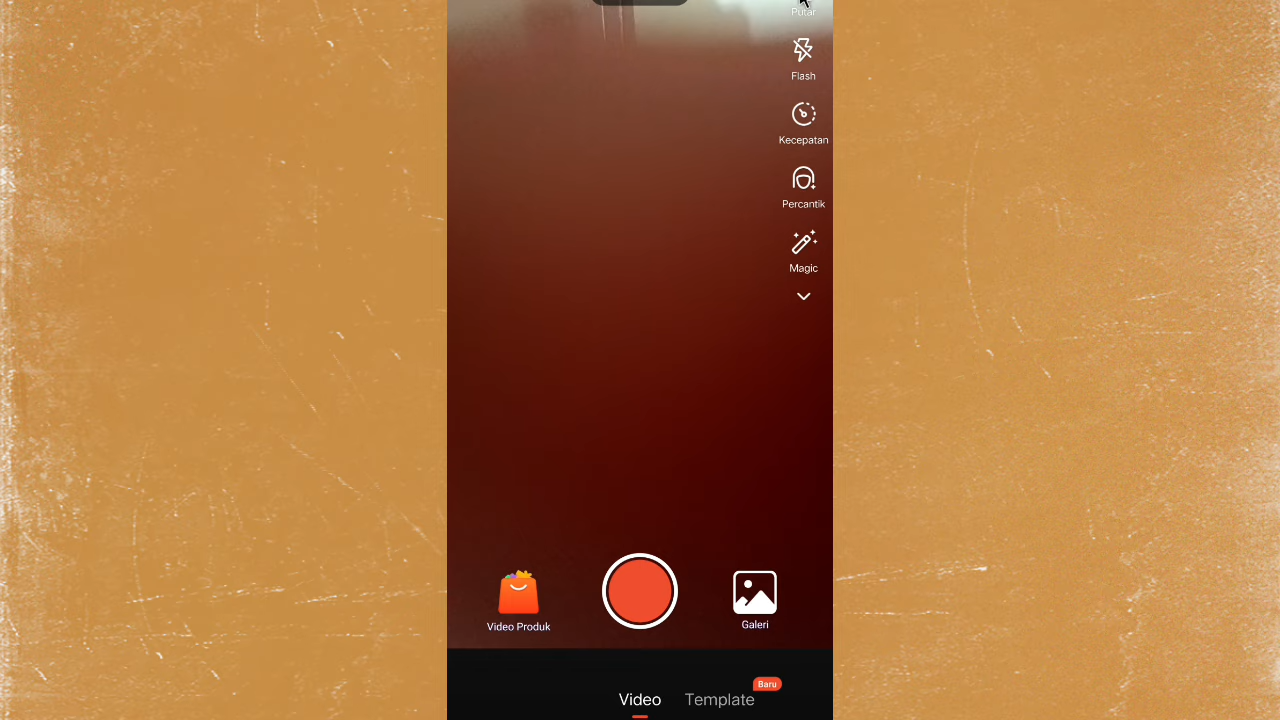 Putar
Flash
Kecepatan
Percantik
Magic
Video Produk
Galeri
Baru
Video
Template